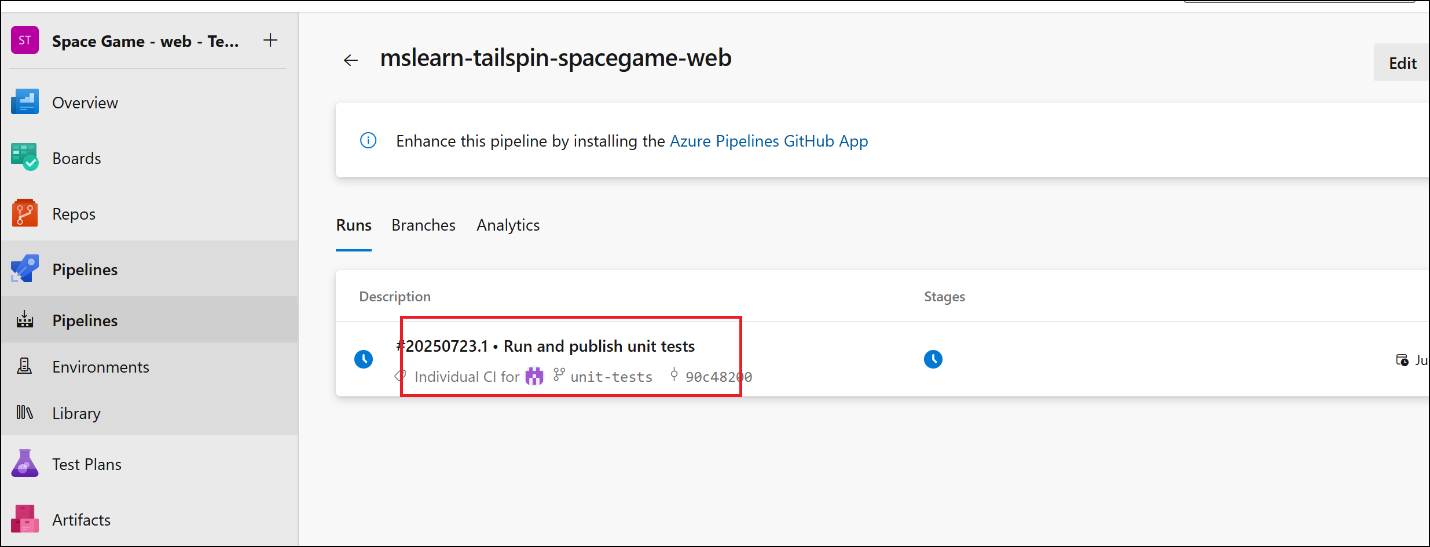 ST Space Game - web - Te... +
Overview
Boards
Repos
Pipelines
Pipelines
Environments
Library
Test Plans
Artifacts
← mslearn-tailspin-spacegame-web
Edit
Enhance this pipeline by installing the Azure Pipelines GitHub App
Runs Branches Analytics
Description Stages
#20250723.1 • Run and publish unit tests
Individual CI for unit-tests 90c48200
Ju